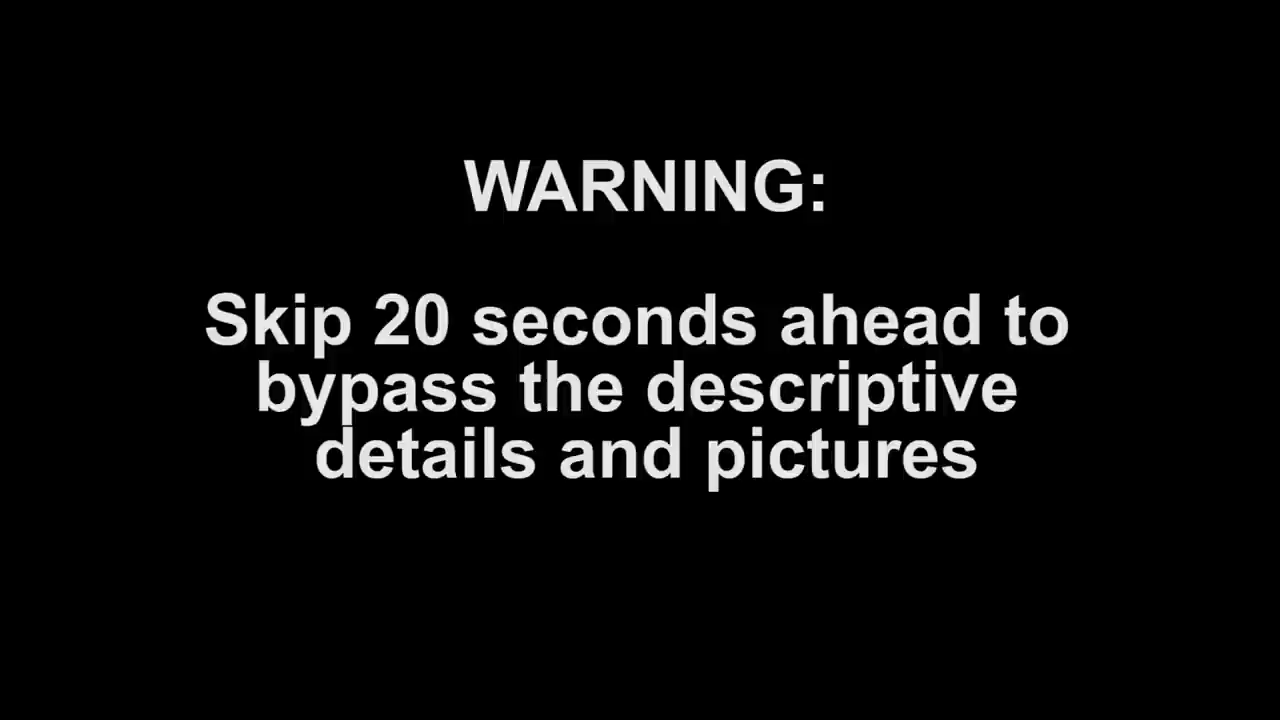 WARNING:
Skip 20 seconds ahead to
bypass the descriptive
details and pictures